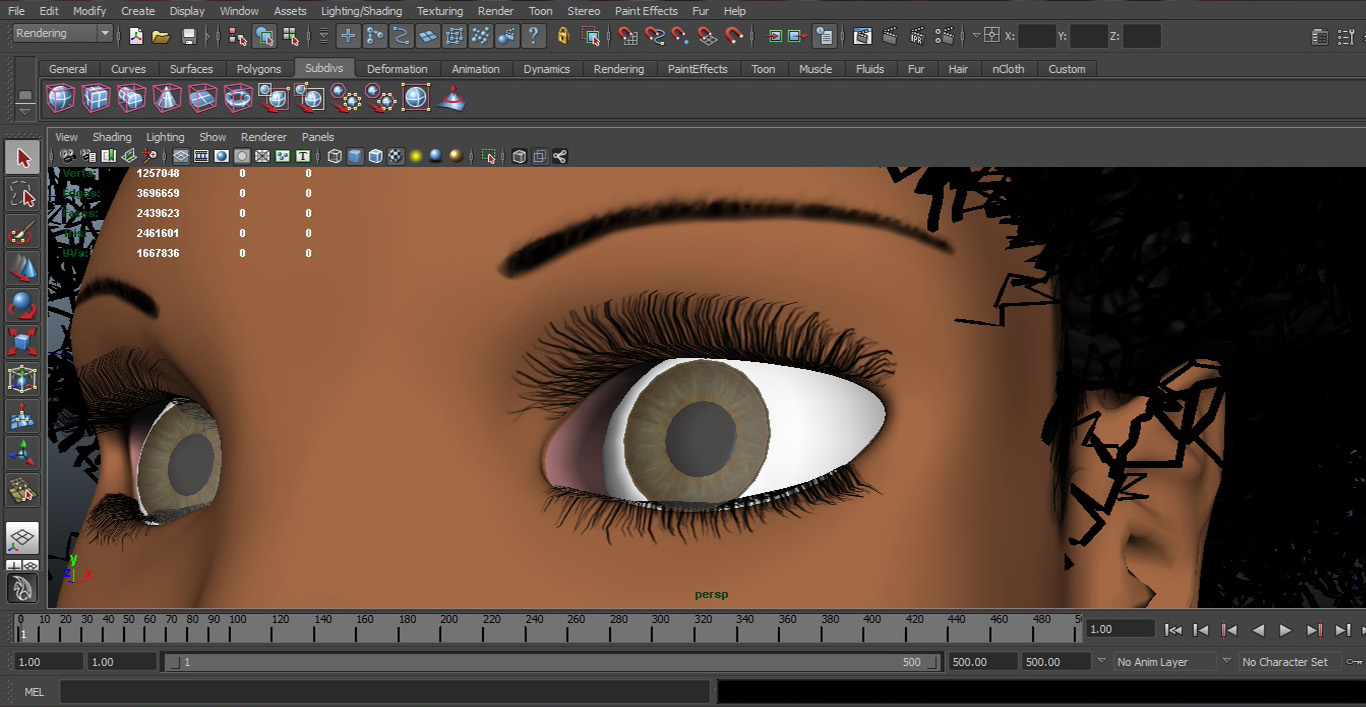 File Edit Modify Create Display Window Assets Lighting/Shading Texturing Render Toon Stereo Paint Effects Fur Help
Rendering X: Y: Z:
General Curves Surfaces Polygons Subdivs Deformation Animation Dynamics Rendering PaintEffects Toon Muscle Fluids Fur Hair nCloth Custom
View Shading Lighting Show Renderer Panels
Verts: 1257048 0 0
Edges: 3696659 0 0
Faces: 2439623 0 0
Tris: 2461601 0 0
UVs: 1667836 0 0
y
z x
persp
0 10 20 30 40 50 60 70 80 90 100 120 140 160 180 200 220 240 260 280 300 320 340 360 380 400 420 440 460 480
1 1.00
1.00 1.00 1 500 500.00 500.00 No Anim Layer No Character Set
MEL